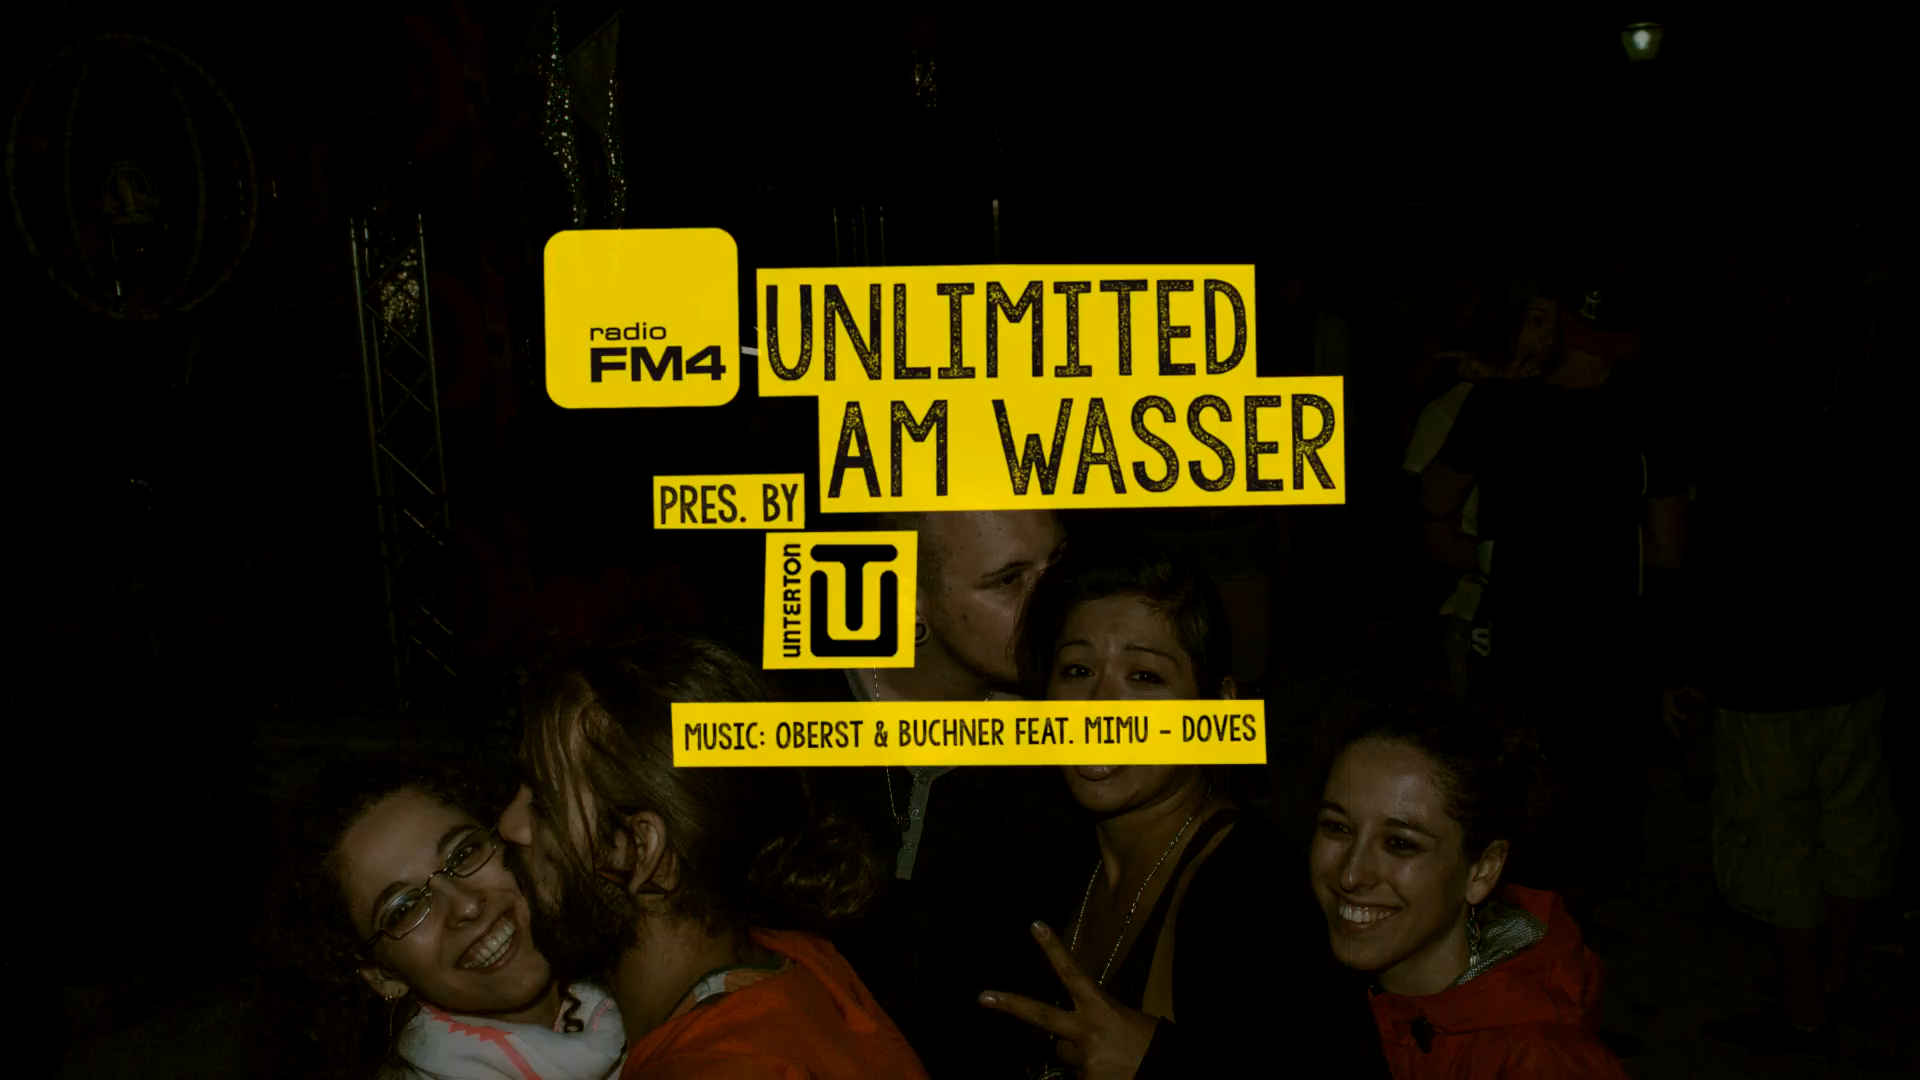 radio
FM4
UNLIMITED
AM WASSER
PRES. BY
UNTERTON
MUSIC: OBERST & BUCHNER FEAT. MIMU - DOVES